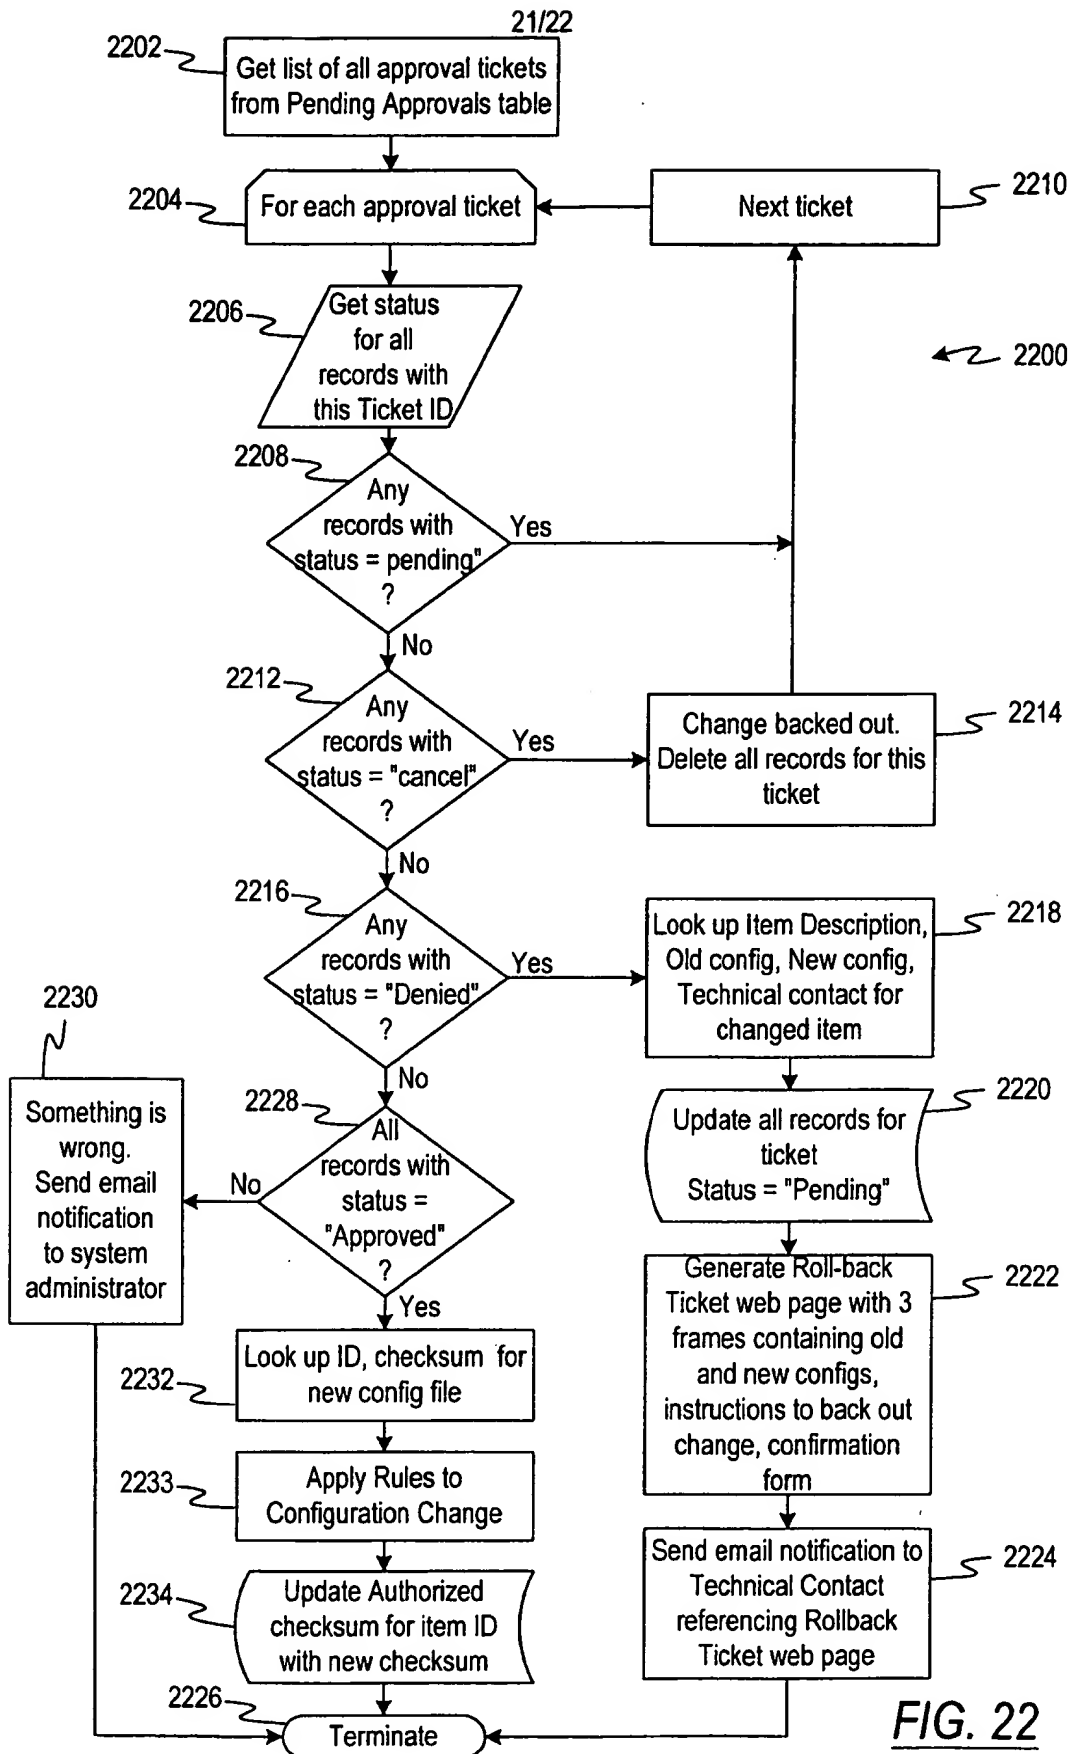 21/22
2202
Get list of all approval tickets
from Pending Approvals table
2204
For each approval ticket
Next ticket
2210
2206
Get status
for all
records with
this Ticket ID
2200
2208
Any
records with
status = pending"
?
Yes
No
2212
Any
records with
status = "cancel"
?
Yes
Change backed out.
Delete all records for this
ticket
2214
No
2216
Any
records with
status = "Denied"
?
Yes
Look up Item Description,
Old config, New config,
Technical contact for
changed item
2218
No
2230
Something is
wrong.
Send email
notification
to system
administrator
2228
All
records with
status =
"Approved"
?
No
Yes
Update all records for
ticket
Status = "Pending"
2220
Generate Roll-back
Ticket web page with 3
frames containing old
and new configs,
instructions to back out
change, confirmation
form
2222
2232
Look up ID, checksum for
new config file
2233
Apply Rules to
Configuration Change
2234
Update Authorized
checksum for item ID
with new checksum
Send email notification to
Technical Contact
referencing Rollback
Ticket web page
2224
2226
Terminate
FIG. 22